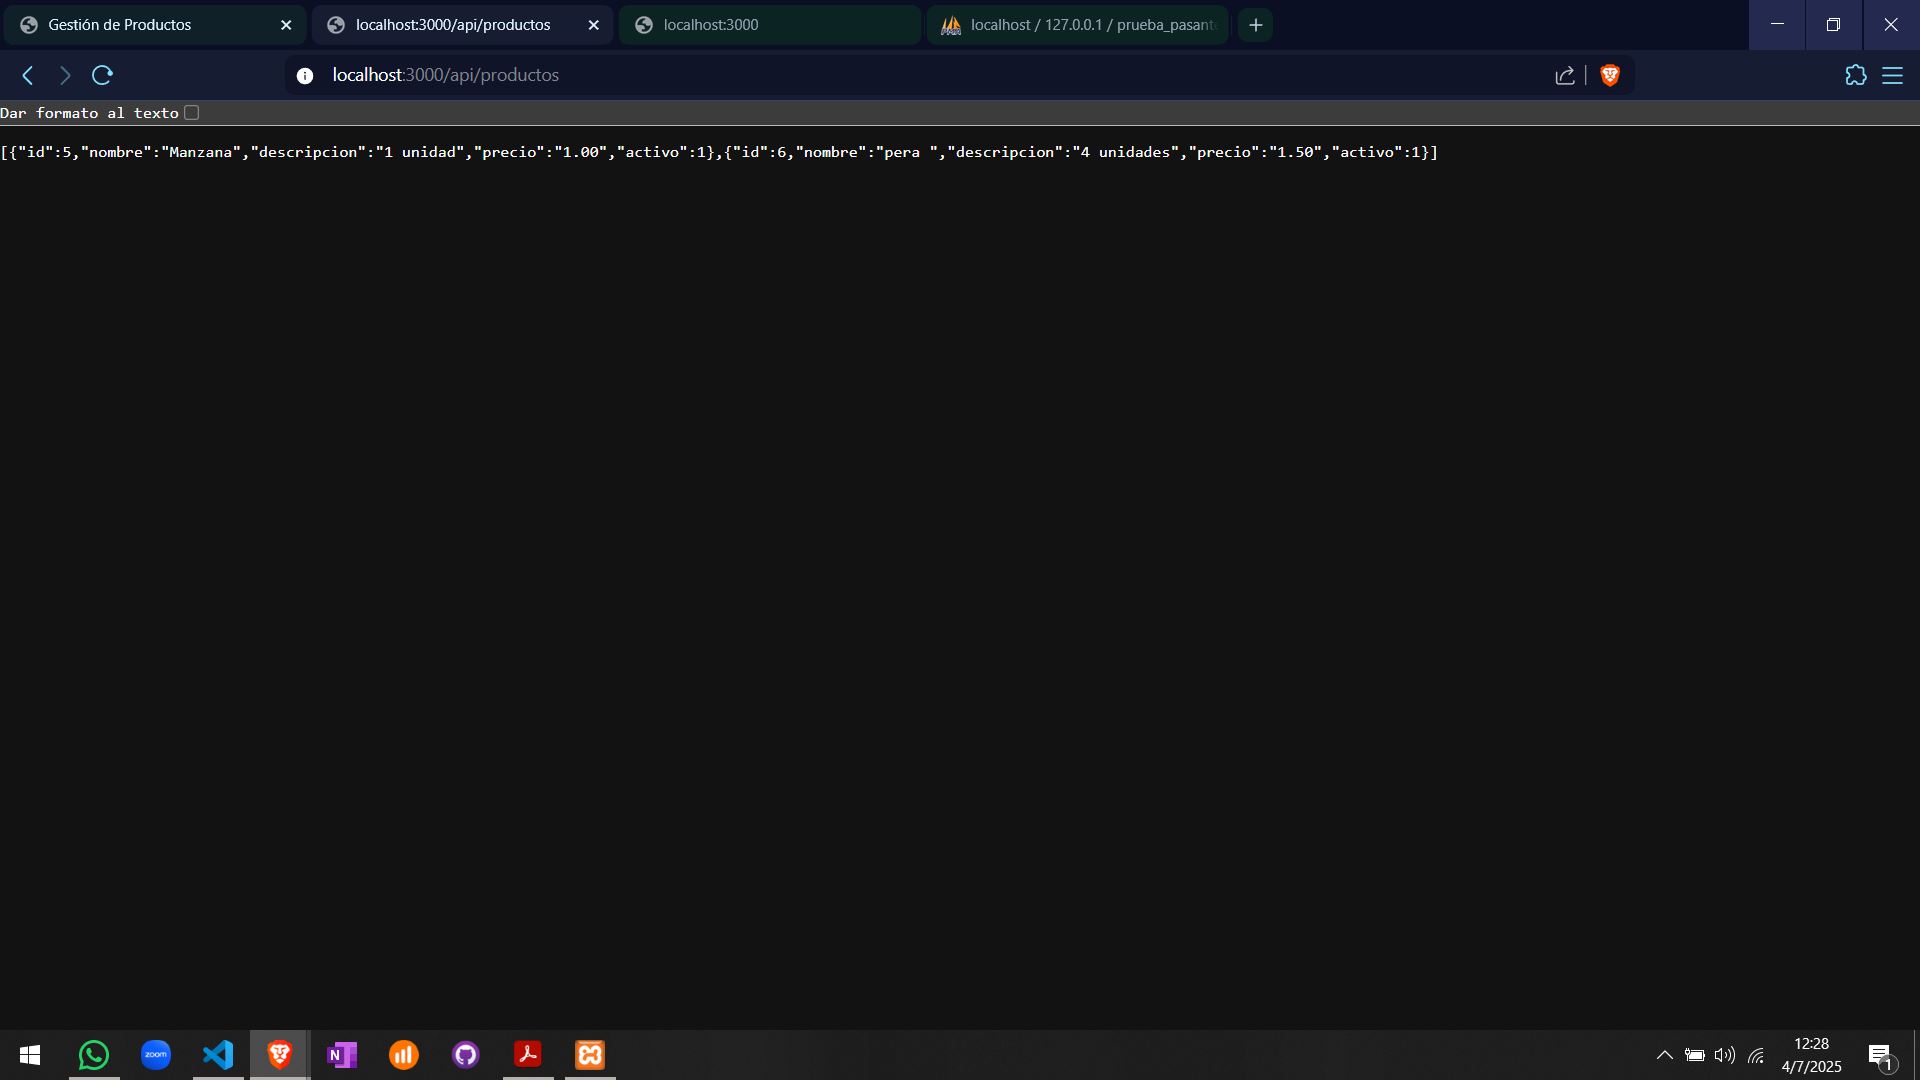 Gestión de Productos
localhost:3000/api/productos
localhost:3000
localhost / 127.0.0.1 / prueba_pasant
localhost:3000/api/productos
Dar formato al texto
[{"id":5,"nombre":"Manzana","descripcion":"1 unidad","precio":"1.00","activo":1},{"id":6,"nombre":"pera ","descripcion":"4 unidades","precio":"1.50","activo":1}]
zoom
N
12:28
4/7/2025
1